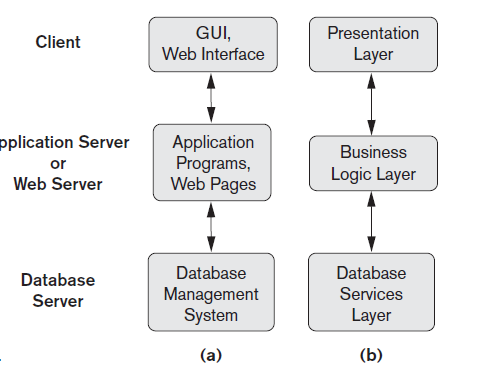 Client
GUI,
Web Interface
Presentation
Layer
pplication Server
or
Web Server
Application
Programs,
Web Pages
Business
Logic Layer
Database
Server
Database
Management
System
Database
Services
Layer
(a)
(b)